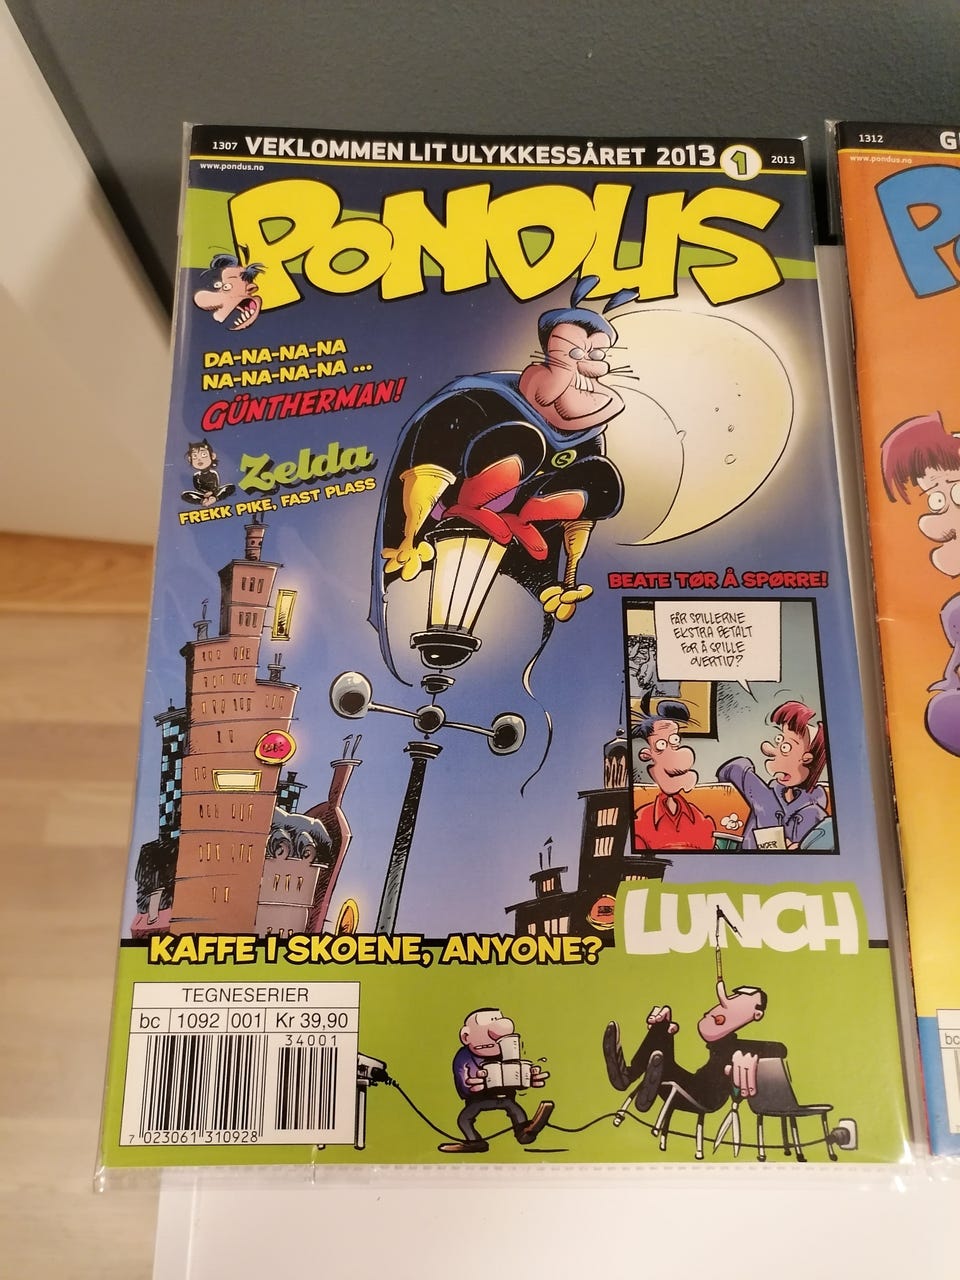 1307 VEKLOMMEN LIT ULYKKESSÅRET 2013 1 2013
www.pondus.no
PONDUS
DA-NA-NA-NA
NA-NA-NA-NA ...
GÜNTHERMAN!
Zelda
FREKK PIKE, FAST PLASS
BEATE TØR Å SPØRRE!
FÅR SPILLERNE
EKSTRA BETALT
FOR Å SPILLE
OVERTID?
LUNCH
KAFFE I SKOENE, ANYONE?
TEGNESERIER
bc 1092 001 Kr 39,90
34001
7 023061 310928
1312
www.pondus.no
bc